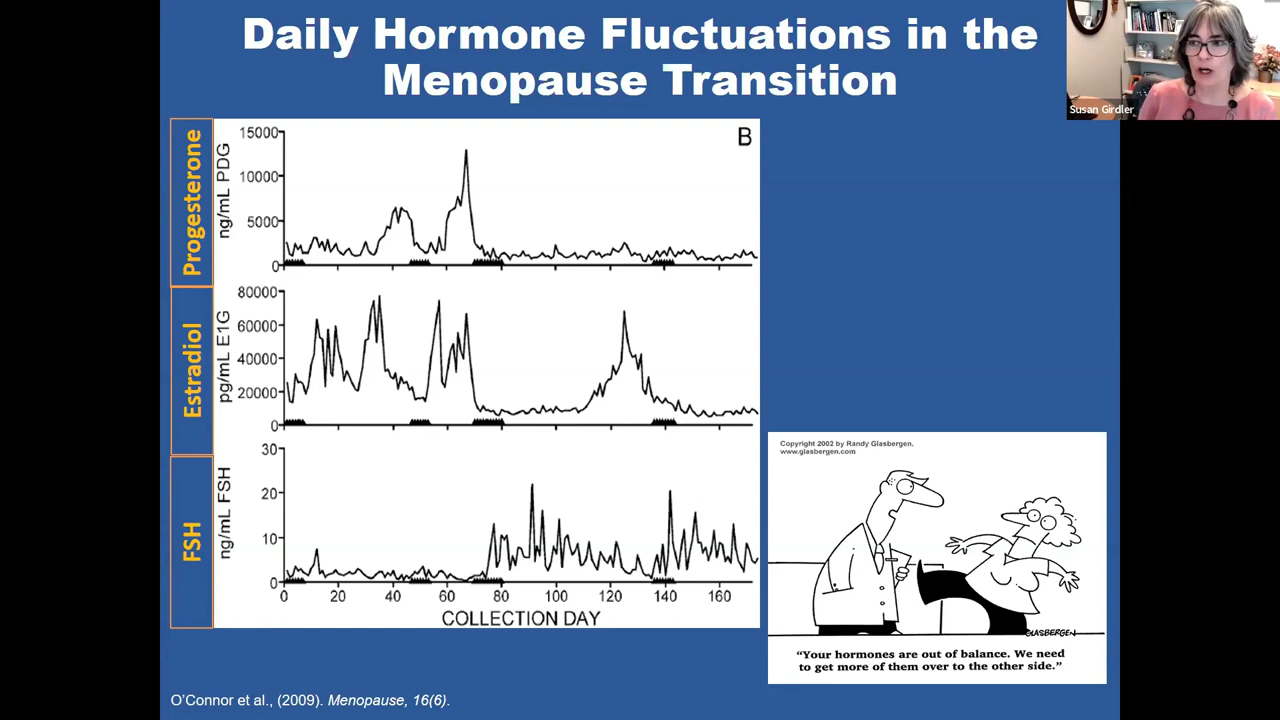 Daily Hormone Fluctuations in the
Menopause Transition
Susan Girdler
Progesterone
ng/mL PDG
15000
10000
5000
0
B
Estradiol
pg/mL E1G
80000
60000
40000
20000
0
FSH
ng/mL FSH
30
20
10
0
0 20 40 60 80 100 120 140 160
COLLECTION DAY
Copyright 2002 by Randy Glasbergen.
www.glasbergen.com
GLASBERGEN
“Your hormones are out of balance. We need
to get more of them over to the other side.”
O’Connor et al., (2009). Menopause, 16(6).